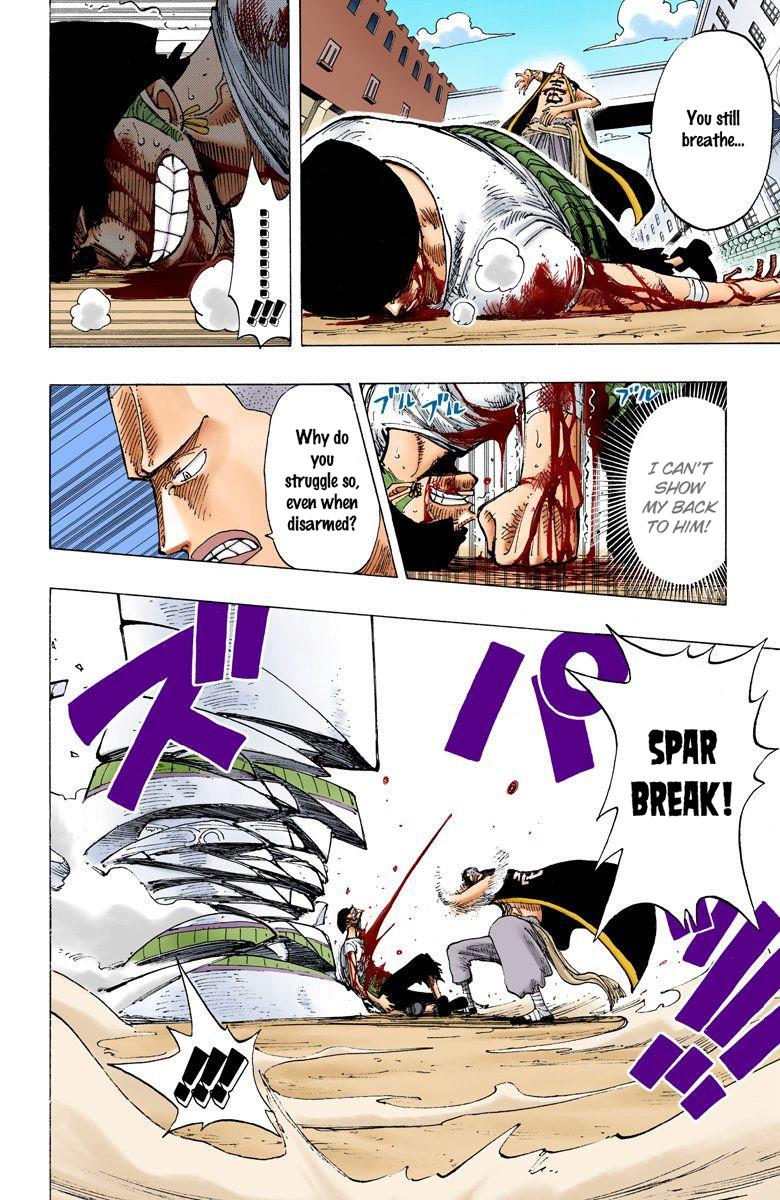 You still
breathe...
............!!!
I CAN'T
SHOW
MY BACK
TO HIM!
ブル
ブル
ブル
Why do
you
struggle so,
even when
disarmed?
SPAR
BREAK!
ズパ
!!!
!!!!